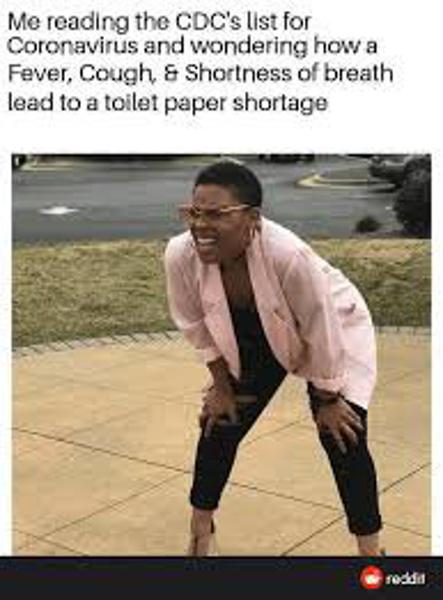 Me reading the CDC's list for
Coronavirus and wondering how a
Fever, Cough, & Shortness of breath
lead to a toilet paper shortage
reddit